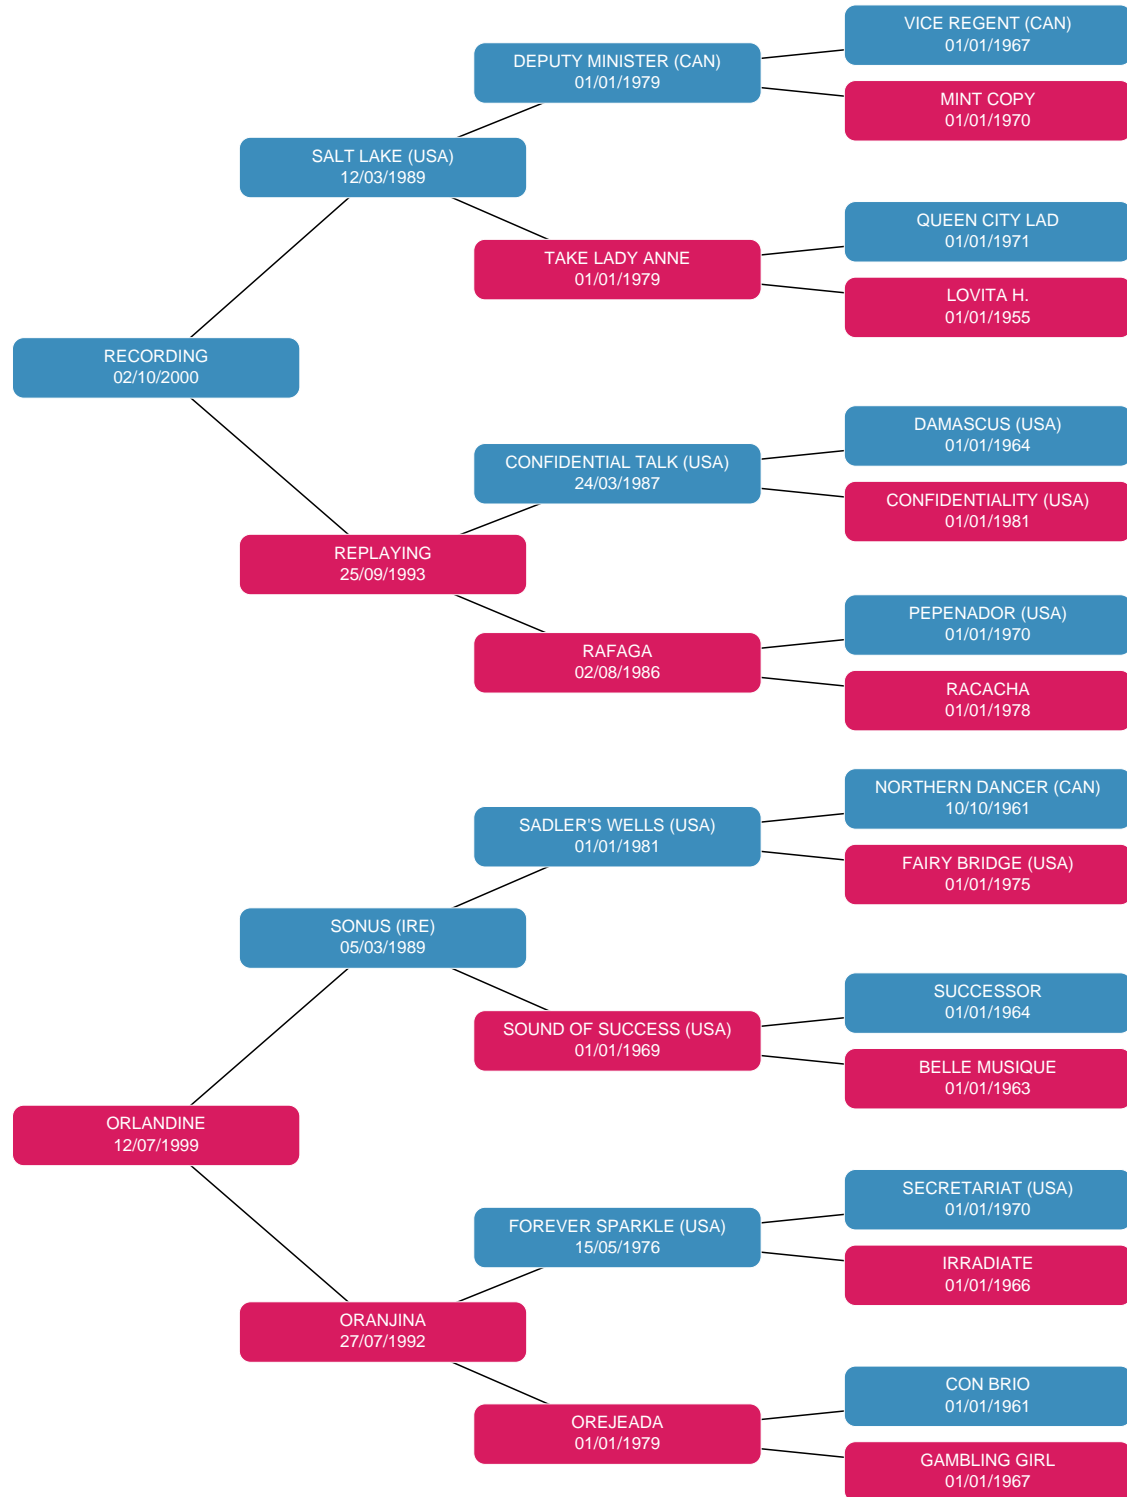 VICE REGENT (CAN)
01/01/1967
DEPUTY MINISTER (CAN)
01/01/1979
MINT COPY
01/01/1970
SALT LAKE (USA)
12/03/1989
QUEEN CITY LAD
01/01/1971
TAKE LADY ANNE
01/01/1979
LOVITA H.
01/01/1955
RECORDING
02/10/2000
DAMASCUS (USA)
01/01/1964
CONFIDENTIAL TALK (USA)
24/03/1987
CONFIDENTIALITY (USA)
01/01/1981
REPLAYING
25/09/1993
PEPENADOR (USA)
01/01/1970
RAFAGA
02/08/1986
RACACHA
01/01/1978
NORTHERN DANCER (CAN)
10/10/1961
SADLER'S WELLS (USA)
01/01/1981
FAIRY BRIDGE (USA)
01/01/1975
SONUS (IRE)
05/03/1989
SUCCESSOR
01/01/1964
SOUND OF SUCCESS (USA)
01/01/1969
BELLE MUSIQUE
01/01/1963
ORLANDINE
12/07/1999
SECRETARIAT (USA)
01/01/1970
FOREVER SPARKLE (USA)
15/05/1976
IRRADIATE
01/01/1966
ORANJINA
27/07/1992
CON BRIO
01/01/1961
OREJEADA
01/01/1979
GAMBLING GIRL
01/01/1967